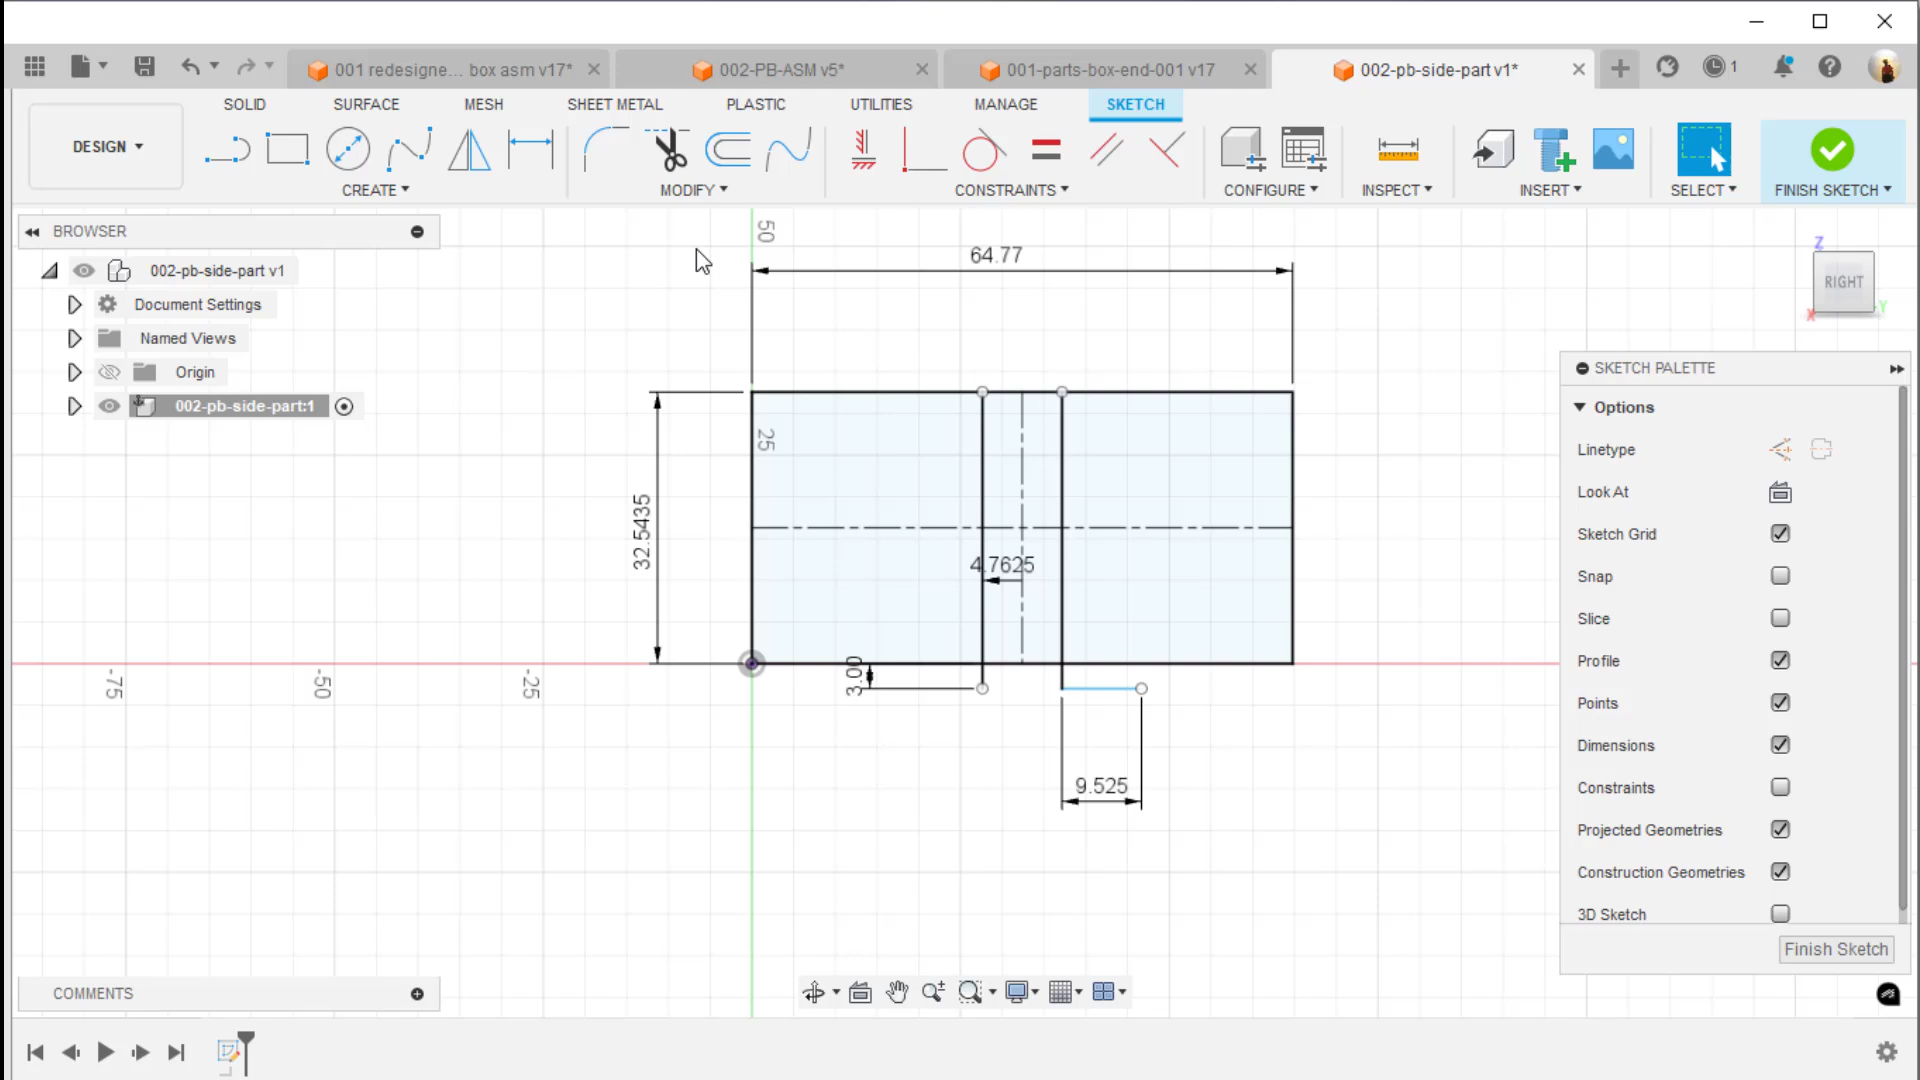 001 redesigne... box asm v17*
002-PB-ASM v5*
001-parts-box-end-001 v17
002-pb-side-part v1*
1
SOLID
SURFACE
MESH
SHEET METAL
PLASTIC
UTILITIES
MANAGE
SKETCH
DESIGN
CREATE
MODIFY
CONSTRAINTS
CONFIGURE
INSPECT
INSERT
SELECT
FINISH SKETCH
BROWSER
002-pb-side-part v1
Document Settings
Named Views
Origin
002-pb-side-part:1
50
64.77
25
32.5435
4.7625
3.00
9.525
-75
-50
-25
Z
RIGHT
X
Y
SKETCH PALETTE
Options
Linetype
Look At
Sketch Grid
Snap
Slice
Profile
Points
Dimensions
Constraints
Projected Geometries
Construction Geometries
3D Sketch
Finish Sketch
COMMENTS